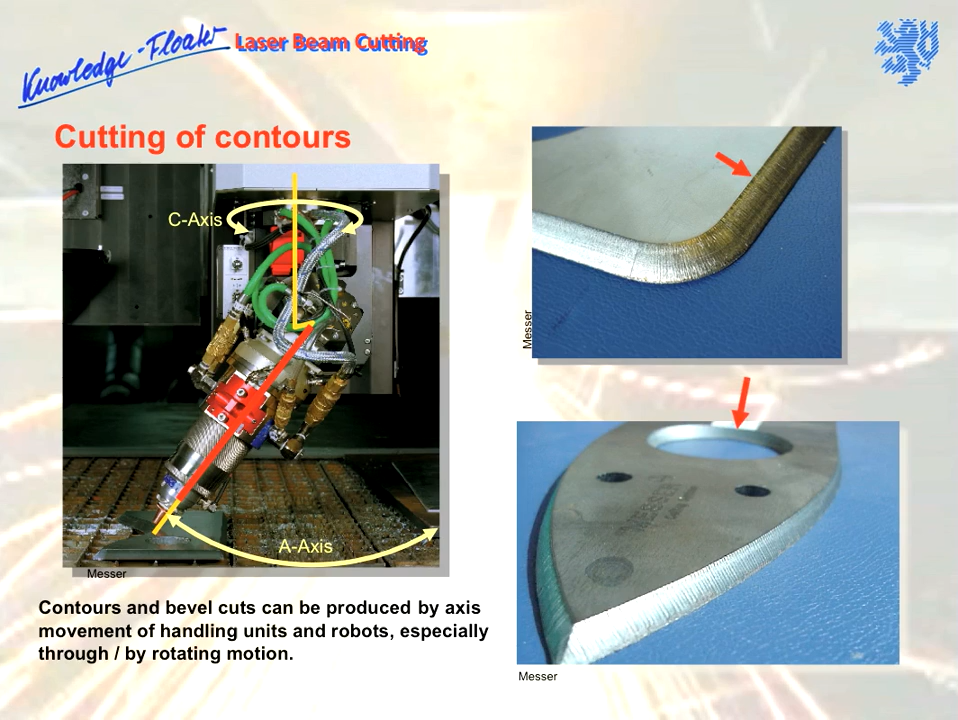 Knowledge-Floater
Laser Beam Cutting
Cutting of contours
C-Axis
A-Axis
Messer
Messer
Contours and bevel cuts can be produced by axis
movement of handling units and robots, especially
through / by rotating motion.
Messer